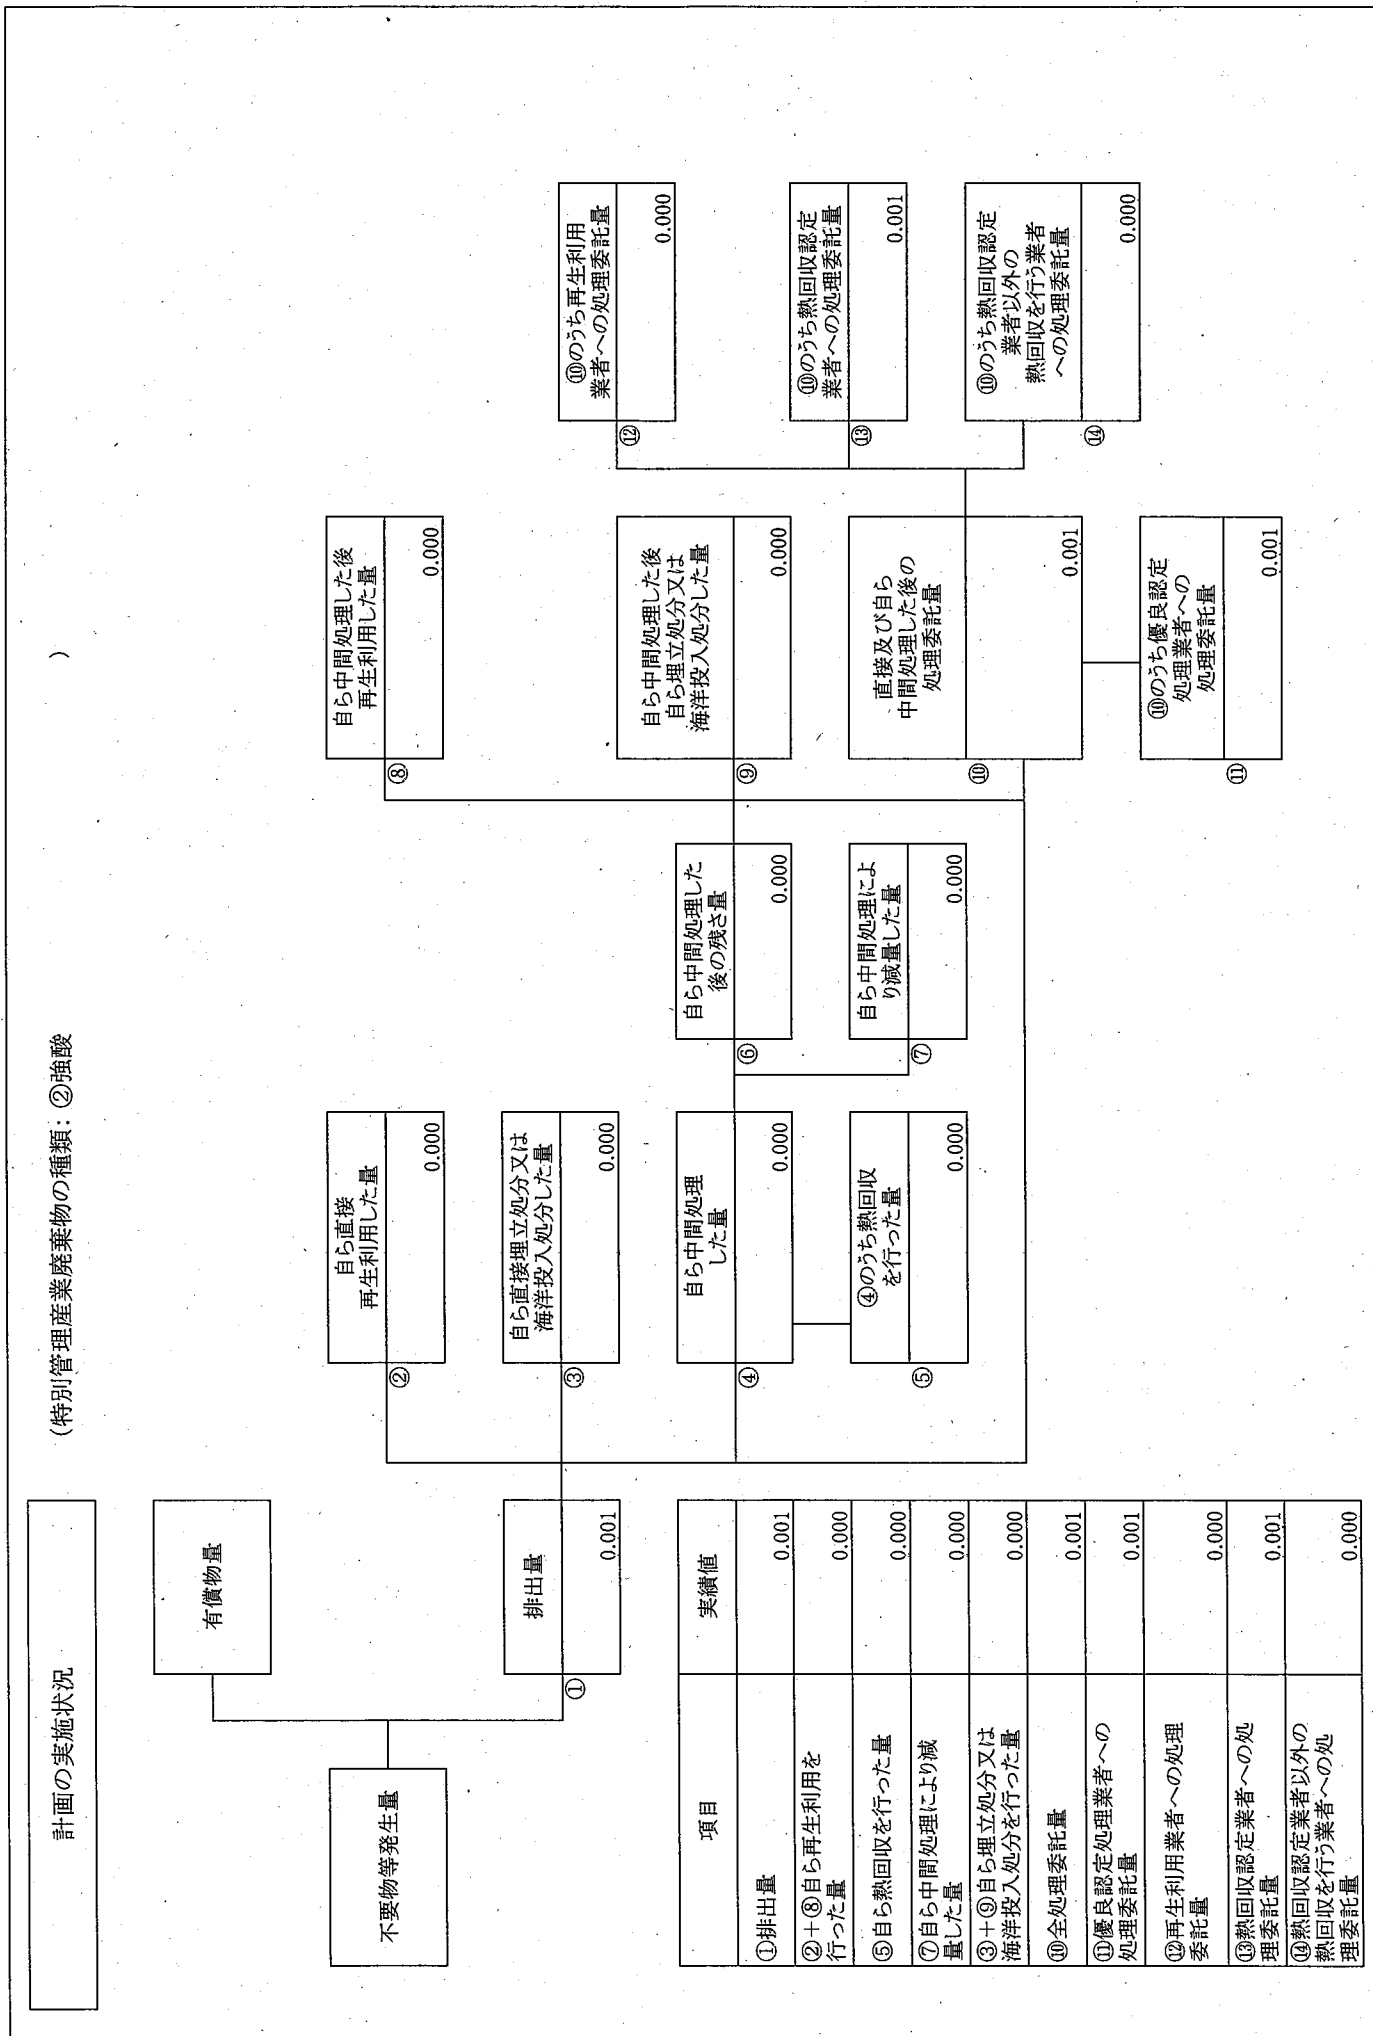 計画の実施状況
(特別管理産業廃棄物の種類: ②強酸
)
不要物等発生量
有償物量
①
排出量
0.001
②
自ら直接
再生利用した量
0.000
③
自ら直接埋立処分又は
海洋投入処分した量
0.000
④
自ら中間処理
した量
0.000
⑤
④のうち熱回収
を行った量
0.000
⑥
自ら中間処理した
後の残さ量
0.000
⑦
自ら中間処理によ
り減量した量
0.000
⑧
自ら中間処理した後
再生利用した量
0.000
⑨
自ら中間処理した後
自ら埋立処分又は
海洋投入処分した量
0.000
⑩
直接及び自ら
中間処理した後の
処理委託量
0.001
⑪
⑩のうち優良認定
処理業者への
処理委託量
0.001
⑫
⑩のうち再生利用
業者への処理委託量
0.000
⑬
⑩のうち熱回収認定
業者への処理委託量
0.001
⑭
⑩のうち熱回収認定
業者以外の
熱回収を行う業者
への処理委託量
0.000
項目 実績値
①排出量 0.001
②+⑧自ら再生利用を
行った量 0.000
⑤自ら熱回収を行った量 0.000
⑦自ら中間処理により減
量した量 0.000
③+⑨自ら埋立処分又は
海洋投入処分を行った量 0.000
⑩全処理委託量 0.001
⑪優良認定処理業者への
処理委託量 0.001
⑫再生利用業者への処理
委託量 0.000
⑬熱回収認定業者への処
理委託量 0.001
⑭熱回収認定業者以外の
熱回収を行う業者への処
理委託量 0.000